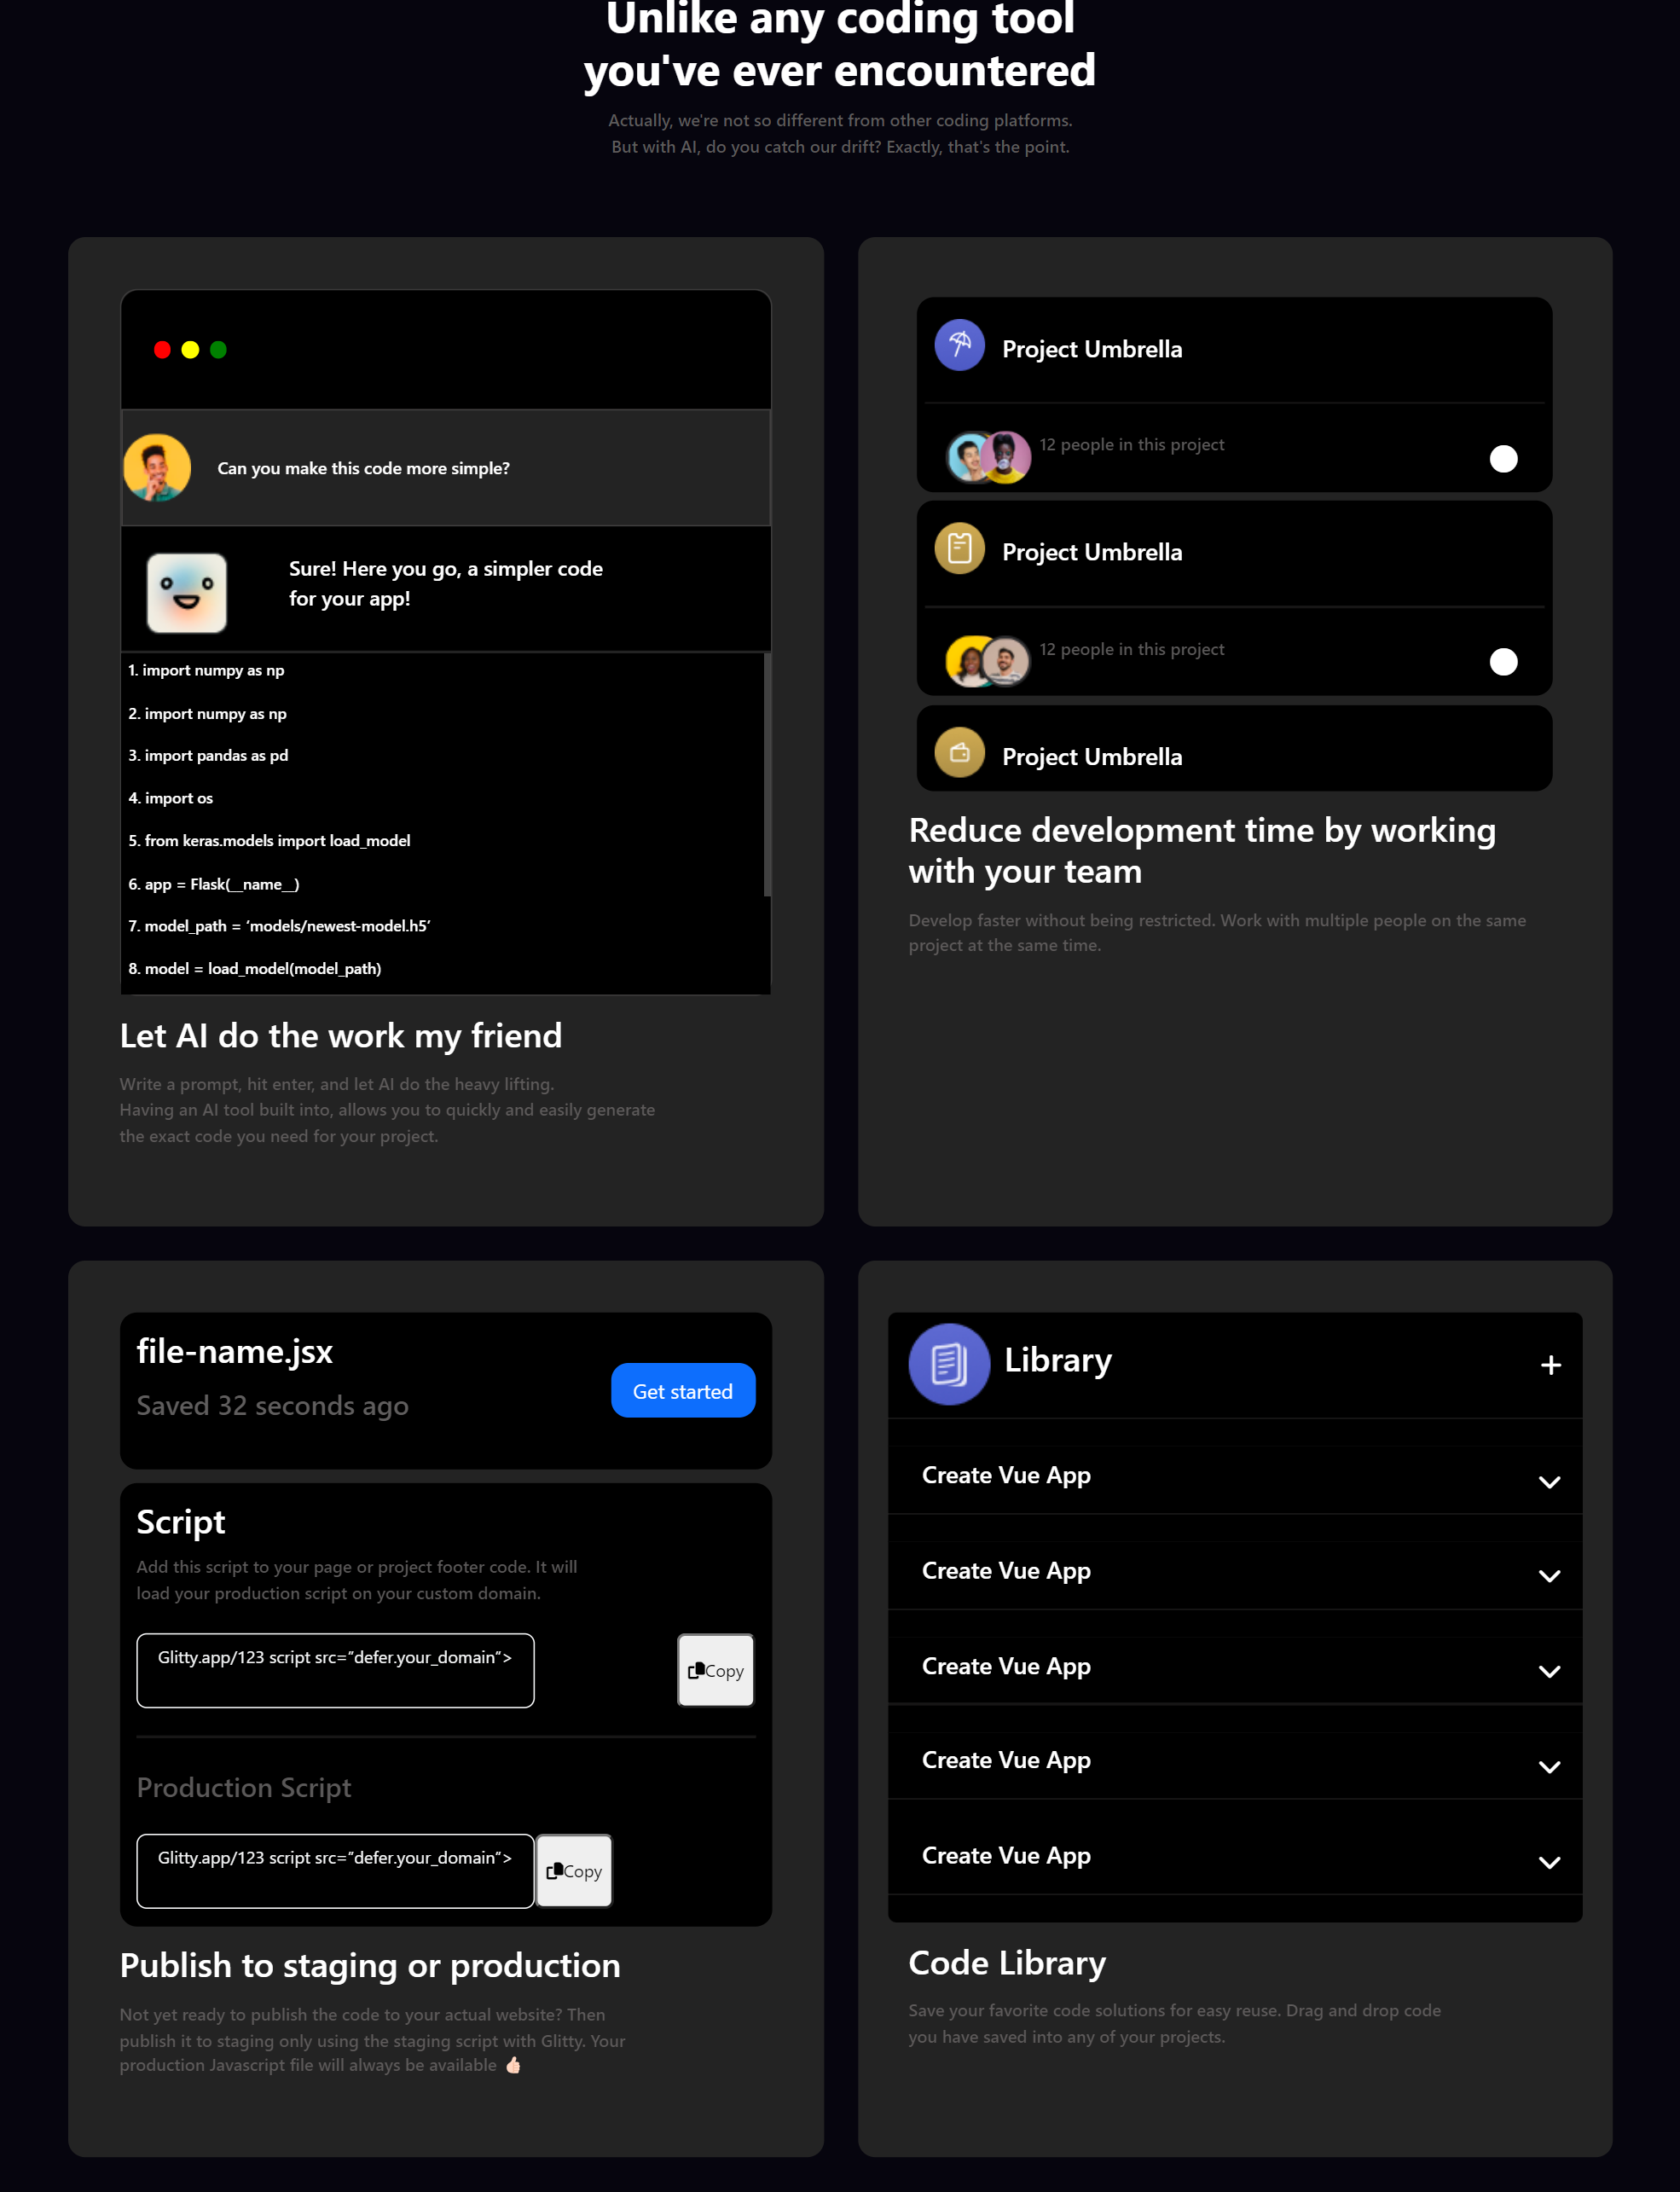 Unlike any coding tool
you've ever encountered
Actually, we're not so different from other coding platforms.
But with AI, do you catch our drift? Exactly, that's the point.
Can you make this code more simple?
Sure! Here you go, a simpler code
for your app!
1. import numpy as np
2. import numpy as np
3. import pandas as pd
4. import os
5. from keras.models import load_model
6. app = Flask(__name__)
7. model_path = ‘models/newest-model.h5’
8. model = load_model(model_path)
Let AI do the work my friend
Write a prompt, hit enter, and let AI do the heavy lifting.
Having an AI tool built into, allows you to quickly and easily generate
the exact code you need for your project.
Project Umbrella
12 people in this project
Project Umbrella
12 people in this project
Project Umbrella
Reduce development time by working
with your team
Develop faster without being restricted. Work with multiple people on the same
project at the same time.
file-name.jsx
Saved 32 seconds ago
Get started
Script
Add this script to your page or project footer code. It will
load your production script on your custom domain.
Glitty.app/123 script src=“defer.your_domain“>
Copy
Production Script
Glitty.app/123 script src=“defer.your_domain“>
Copy
Publish to staging or production
Not yet ready to publish the code to your actual website? Then
publish it to staging only using the staging script with Glitty. Your
production Javascript file will always be available 👍🏻
Library
Create Vue App
Create Vue App
Create Vue App
Create Vue App
Create Vue App
Code Library
Save your favorite code solutions for easy reuse. Drag and drop code
you have saved into any of your projects.